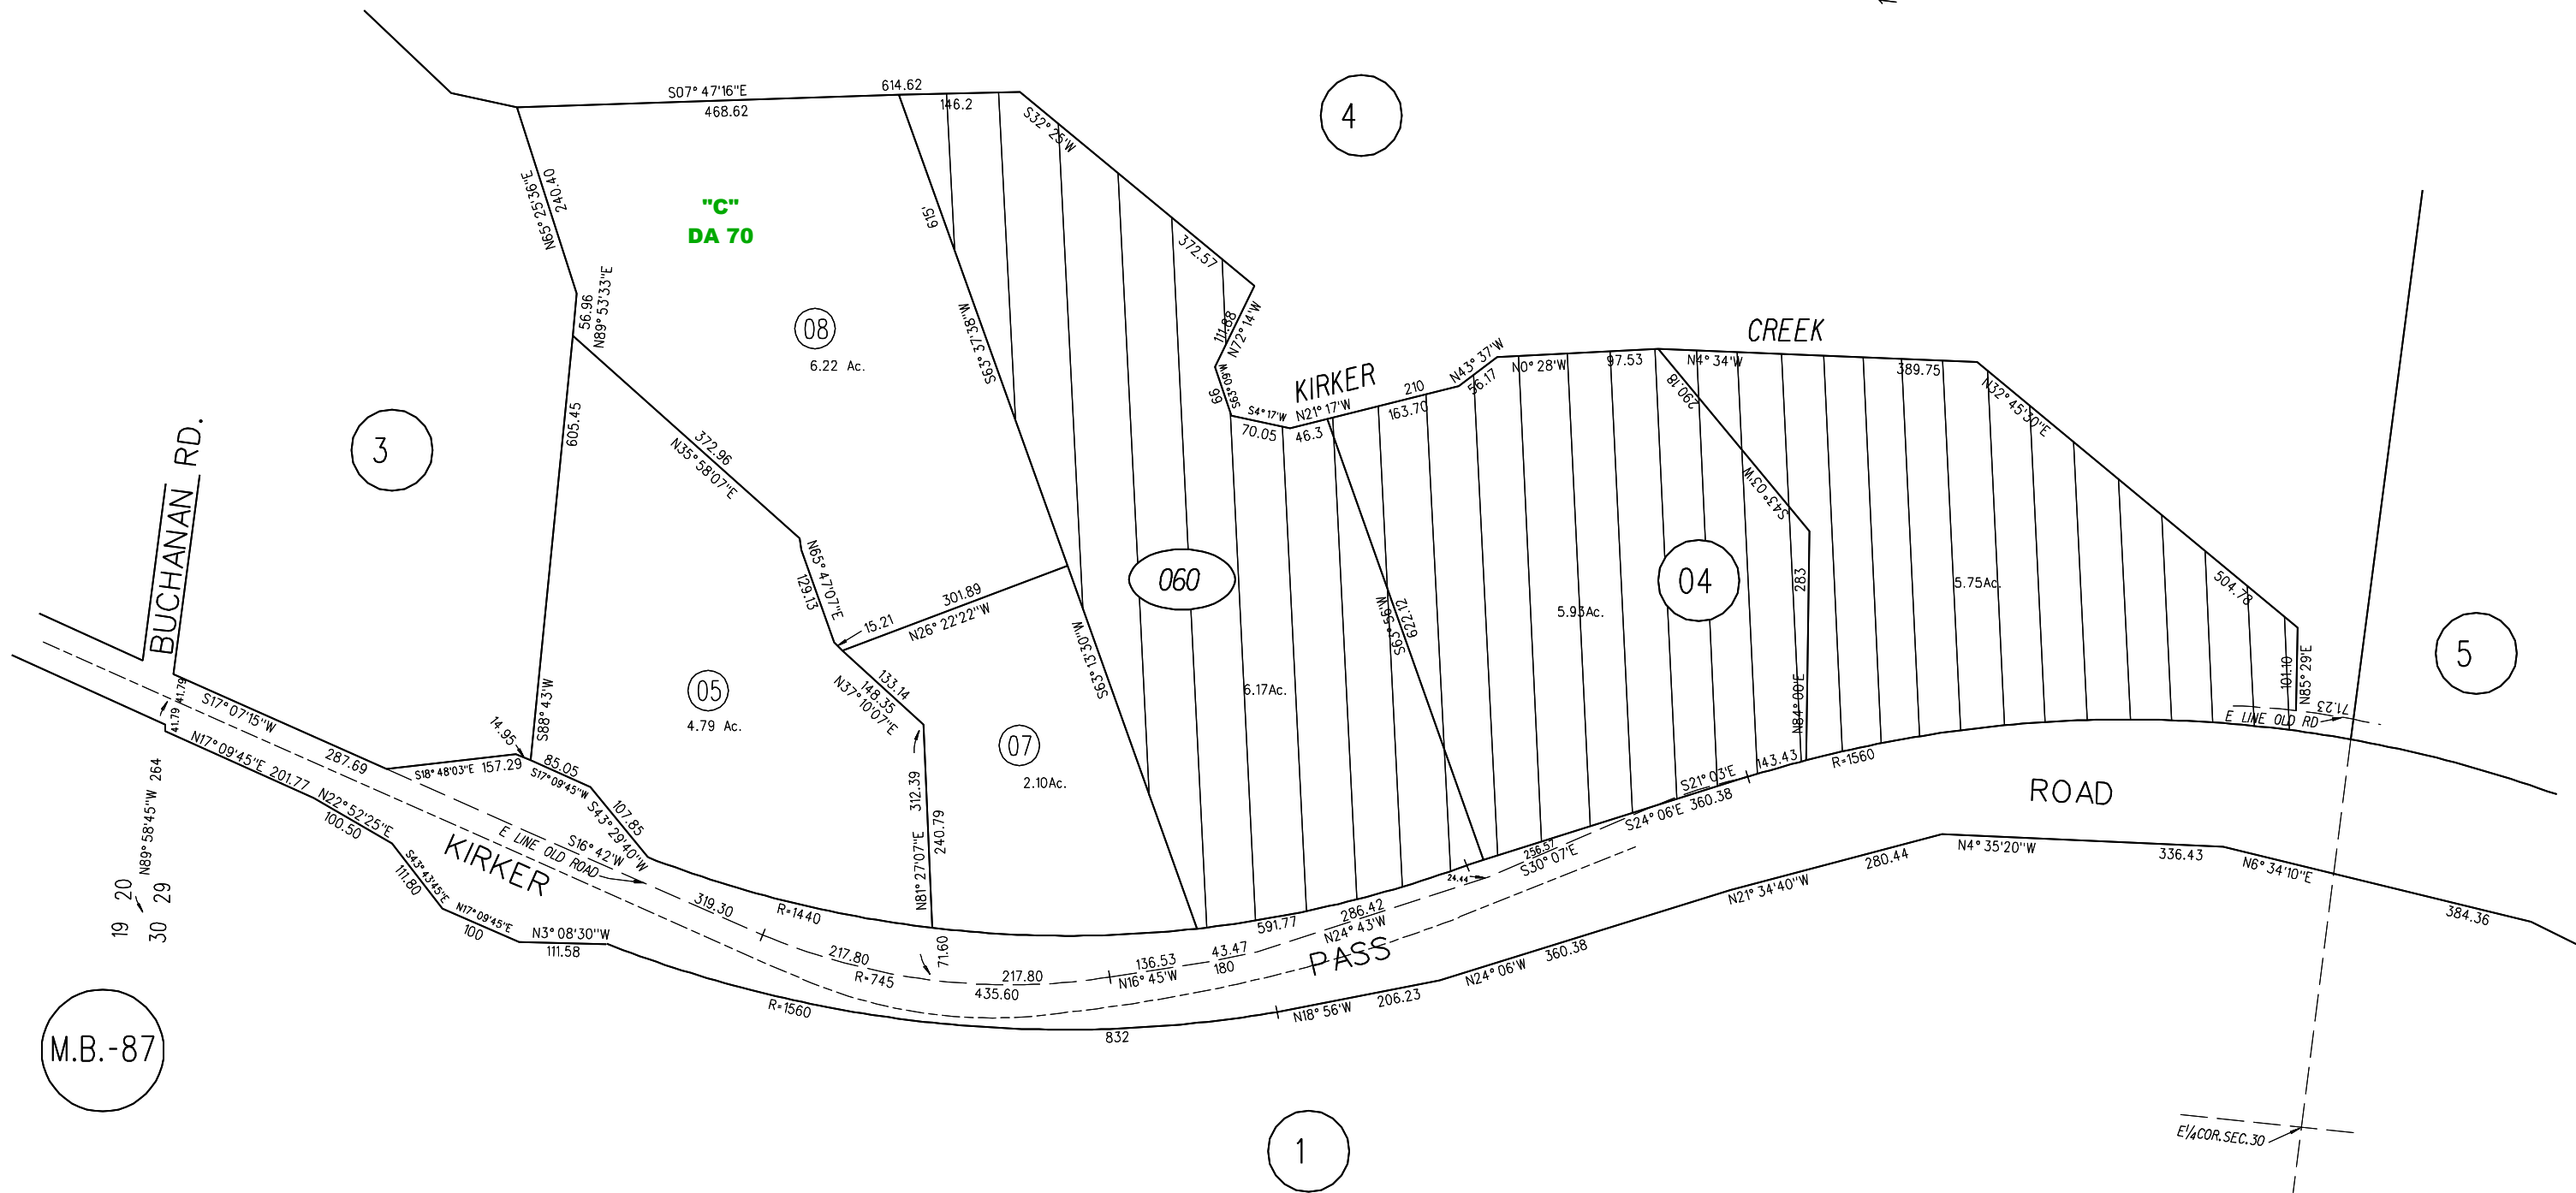 4
S07° 47'16"E
614.62
468.62
146.2
S32° 25'W
N65° 25'36"E
240.40
"C"
DA 70
615'
372.57
56.96
N89° 53'33"E
08
6.22 Ac.
S63° 37'38"W
111.88
N72° 14'W
66
S63° 09'W
S4° 17'W
70.05
KIRKER
N21° 17'W
46.3
210
163.70
N43° 37'W
56.17
N0° 28'W
97.53
CREEK
N4° 34'W
389.75
290.18
N32° 45'30"E
S43° 03'W
3
605.45
372.96
N35° 58'07"E
BUCHANAN RD.
N65° 47'07"E
129.13
15.21
301.89
N26° 22'22"W
060
04
283
5.93Ac.
5.75Ac.
504.78
S63° 56'W
622.12
S63° 13'30"W
6.17Ac.
133.14
148.35
N37° 10'07"E
05
4.79 Ac.
07
2.10Ac.
5
101.10
N85° 29'E
71.23
E LINE OLD RD
N84° 00'E
41.79
41.79
S17° 07'15"W
287.69
14.95
S88° 43'W
S18° 48'03"E 157.29
85.05
S17° 09'45"W
107.85
S43° 29'40"W
N17° 09'45"E 201.77
N22° 52'25"E
100.50
S16° 42'W
E LINE OLD ROAD
KIRKER
S43° 43'45"E
111.80
N17° 09'45"E
100
N3° 08'30"W
111.58
N89° 58'45"W 264
19 20
30 29
312.39
240.79
N81° 27'07"E
71.60
319.30
R=1440
217.80
R=745
217.80
435.60
136.53
N16° 45'W
43.47
180
591.77
286.42
N24° 43'W
PASS
24.44
256.57
S30° 07'E
S24° 06'E 360.38
S21° 03'E
143.43
R=1560
ROAD
R=1560
832
N18° 56'W
206.23
N24° 06'W
360.38
N21° 34'40"W
280.44
N4° 35'20"W
336.43
N6° 34'10"E
384.36
M.B.-87
1
E¼COR.SEC.30